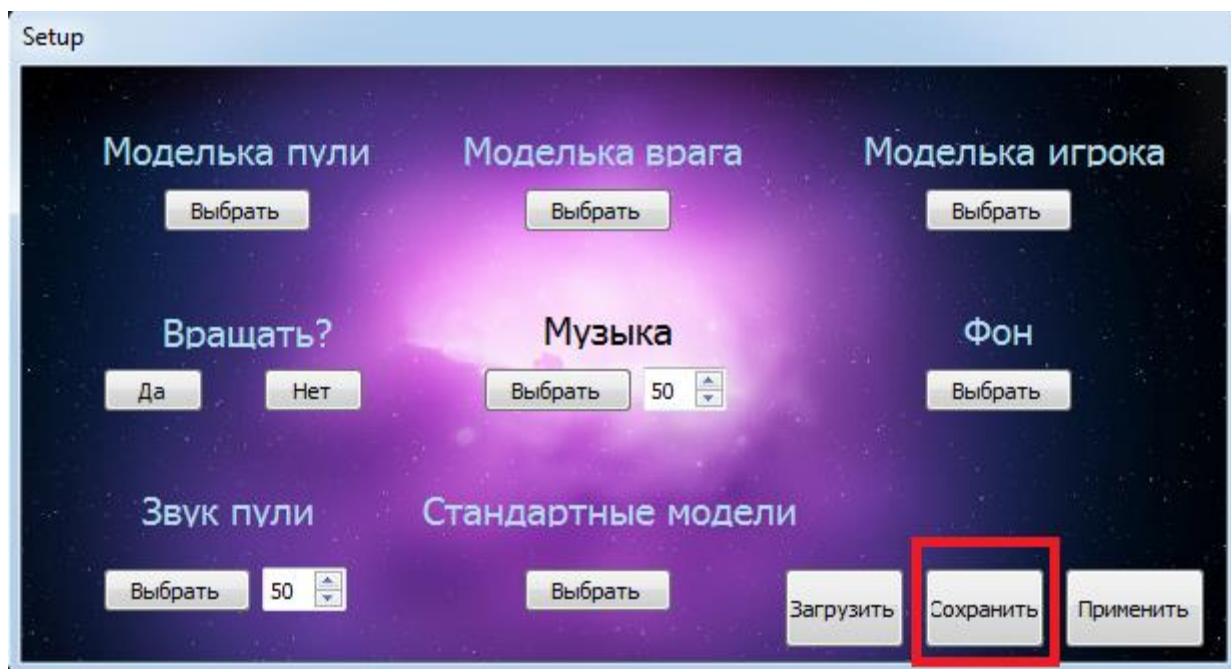 Setup
Моделька пули Моделька врага Моделька игрока
Выбрать Выбрать Выбрать
Вращать? Музыка Фон
Да Нет Выбрать 50 Выбрать
Звук пули Стандартные модели
Выбрать 50 Выбрать
Загрузить Сохранить Применить